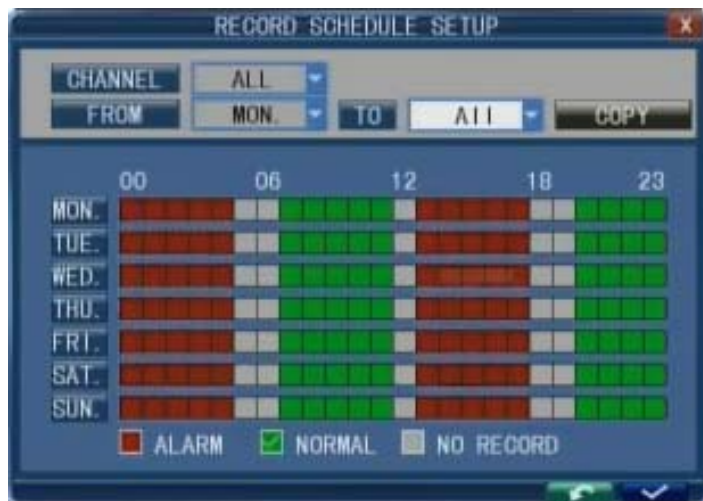 RECORD SCHEDULE SETUP X
CHANNEL ALL
FROM MON. TO All COPY
00 06 12 18 23
MON.
TUE.
WED.
THU.
FRI.
SAT.
SUN.
ALARM NORMAL NO RECORD